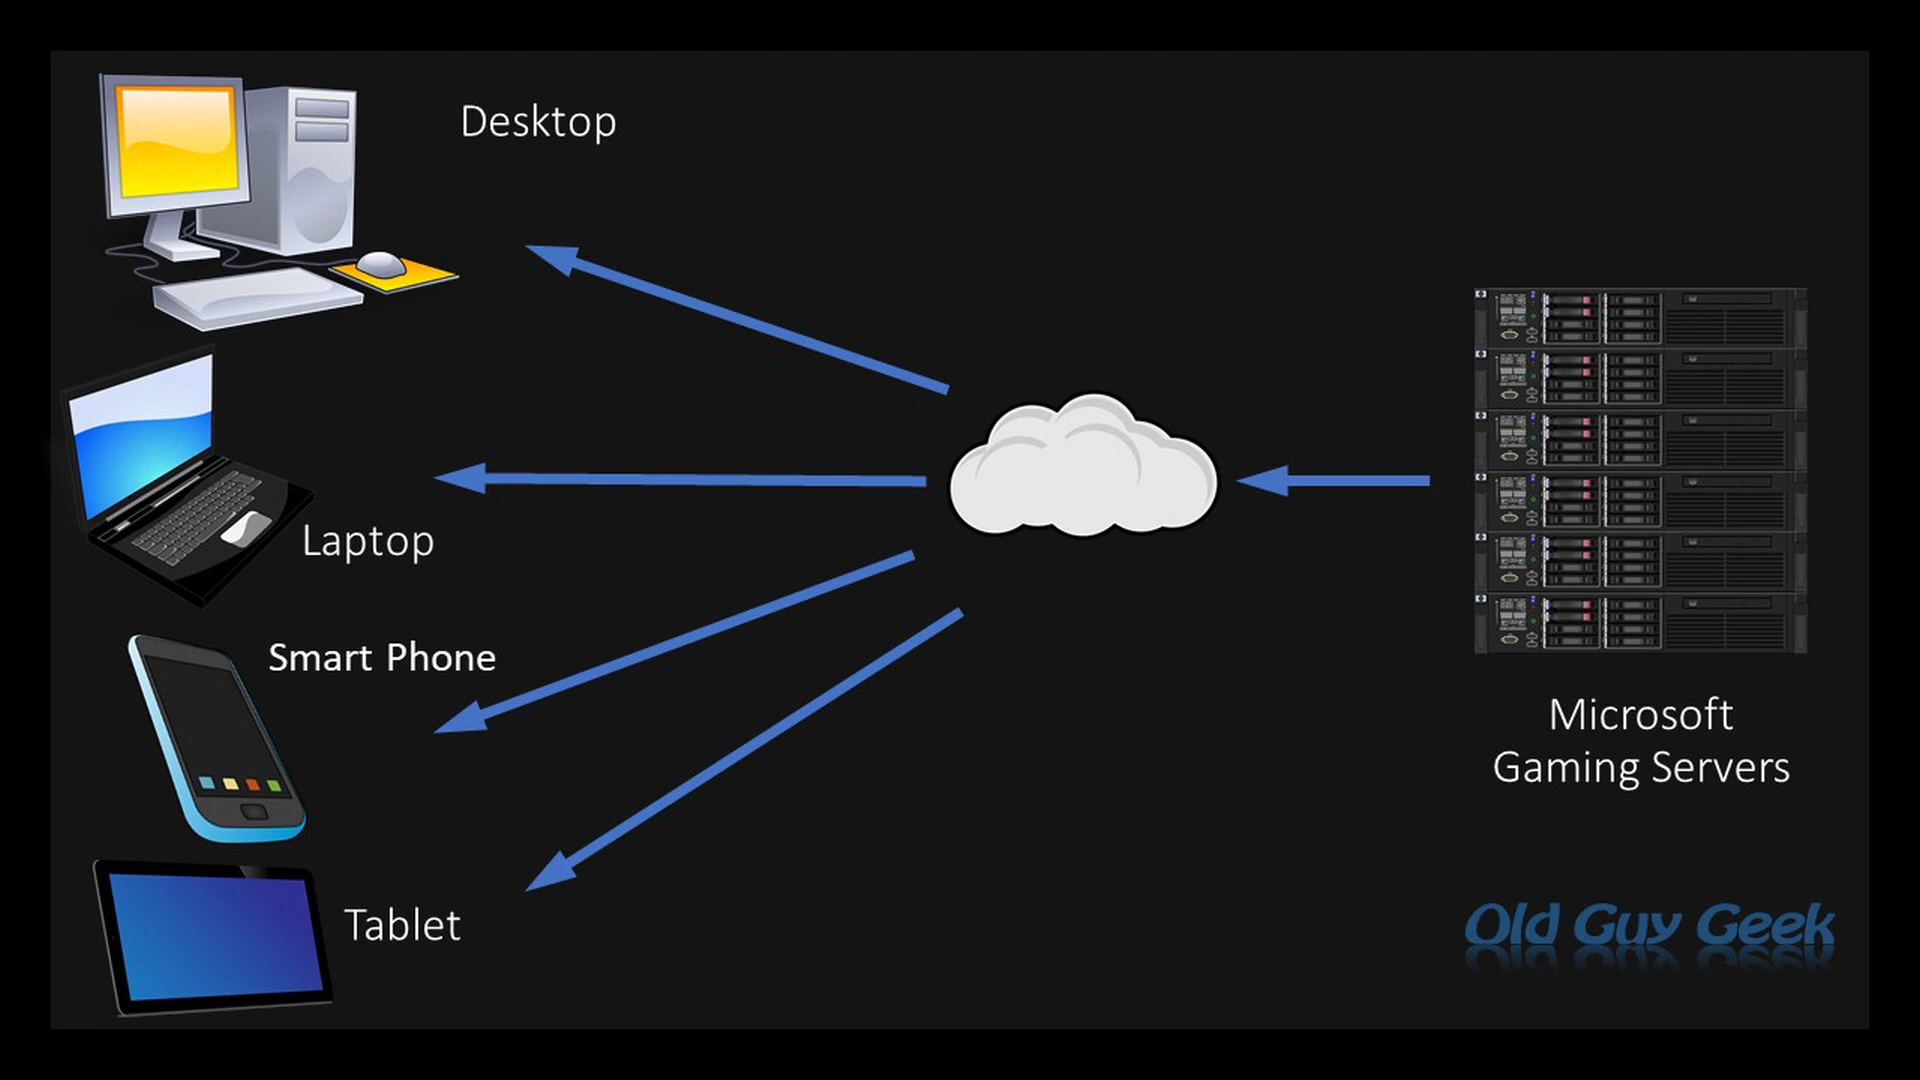 Desktop
Laptop
Smart Phone
Tablet
Microsoft
Gaming Servers
Old Guy Geek